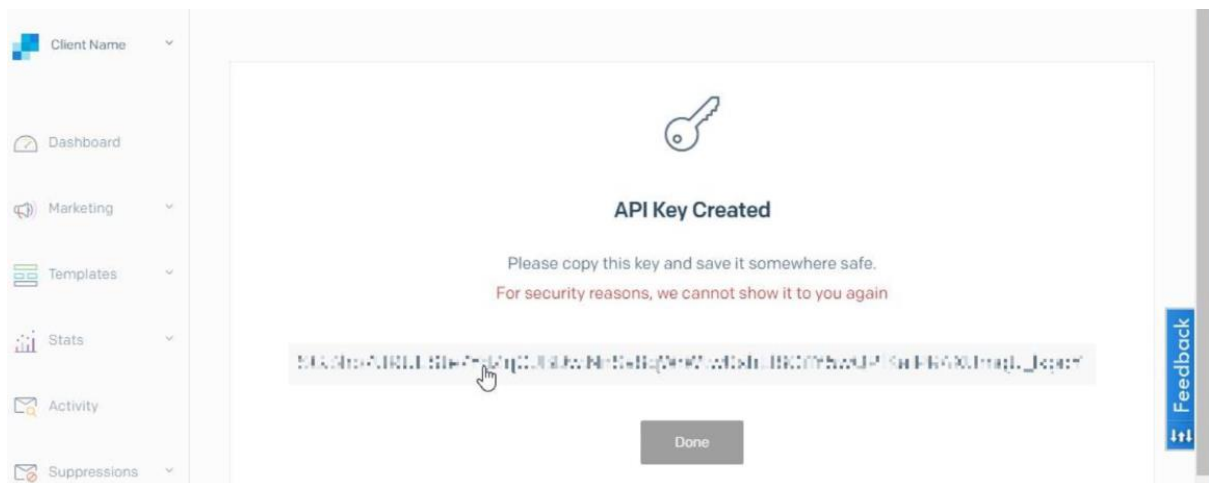 Client Name
Dashboard
Marketing
Templates
Stats
Activity
Suppressions
API Key Created
Please copy this key and save it somewhere safe.
For security reasons, we cannot show it to you again
Done
Feedback